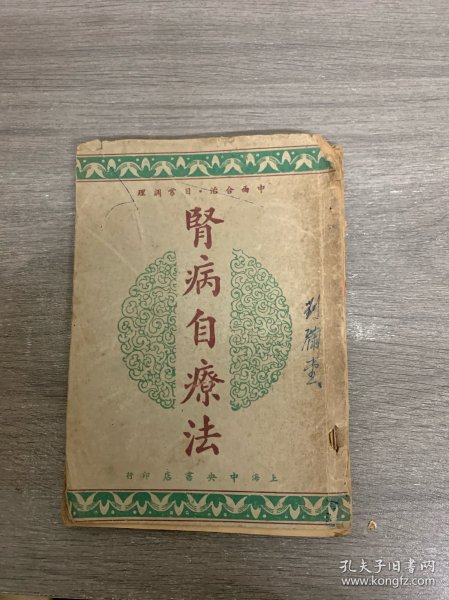 中西合治·日常調理
腎病自療法
上海中央書店印行
孔夫子旧书网
www.kongfz.com